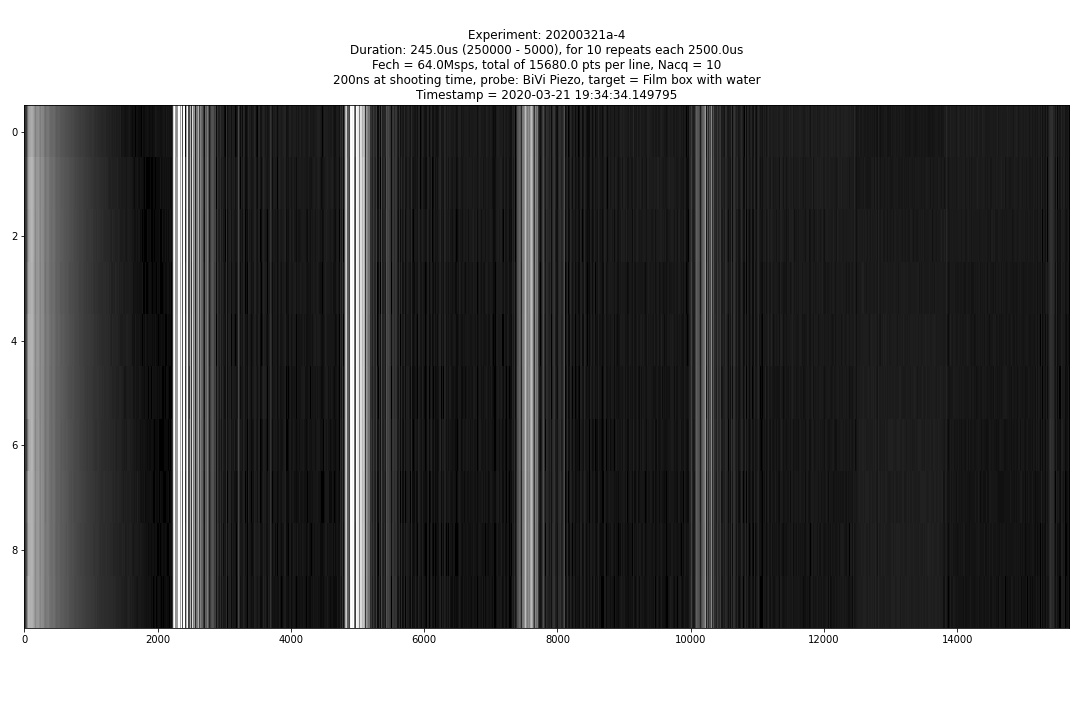 Experiment: 20200321a-4
Duration: 245.0us (250000 - 5000), for 10 repeats each 2500.0us
Fech = 64.0Msps, total of 15680.0 pts per line, Nacq = 10
200ns at shooting time, probe: BiVi Piezo, target = Film box with water
Timestamp = 2020-03-21 19:34:34.149795
0
2
4
6
8
0 2000 4000 6000 8000 10000 12000 14000